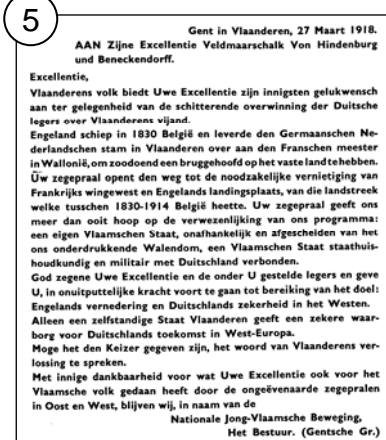 5
Gent in Vlaanderen, 27 Maart 1918.
AAN Zijne Excellentie Veldmaarschalk Von Hindenburg
und Beneckendorff.
Excellentie,
Vlaanderens volk biedt Uwe Excellentie zijn innigsten gelukwensch
aan ter gelegenheid van de schitterende overwinning der Duitsche
legers over Vlaanderens vijand.
Engeland schiep in 1830 België en leverde den Germaanschen Ne-
derlandschen stam in Vlaanderen over aan den Franschen meester
in Wallonië, om zoodoend een bruggehoofd op het vaste land te hebben.
Uw zegepraal opent den weg tot de noodzakelijke vernietiging van
Frankrijks wingewest en Engelands landingsplaats, van die landstreek
welke tusschen 1830-1914 België heette. Uw zegepraal geeft ons
meer dan ooit hoop op de verwezenlijking van ons programma:
een eigen Vlaamschen Staat, onafhankelijk en afgescheiden van het
ons onderdrukkende Walendom, een Vlaamschen Staat staathuis-
houdkundig en militair met Duitschland verbonden.
God zegene Uwe Excellentie en de onder U gestelde legers en geve
U, in onuitputtelijke kracht voort te gaan tot bereiking van het doel:
Engelands vernedering en Duitschlands zekerheid in het Westen.
Alleen een zelfstandige Staat Vlaanderen geeft een zekere waar-
borg voor Duitschlands toekomst in West-Europa.
Moge het den Keizer gegeven zijn, het woord van Vlaanderens ver-
lossing te spreken.
Met innige dankbaarheid voor wat Uwe Excellentie ook voor het
Vlaamsche volk gedaan heeft door de ongeëvenaarde zegepralen
in Oost en West, blijven wij, in naam van de
Nationale Jong-Vlaamsche Beweging,
Het Bestuur. (Gentsche Gr.)